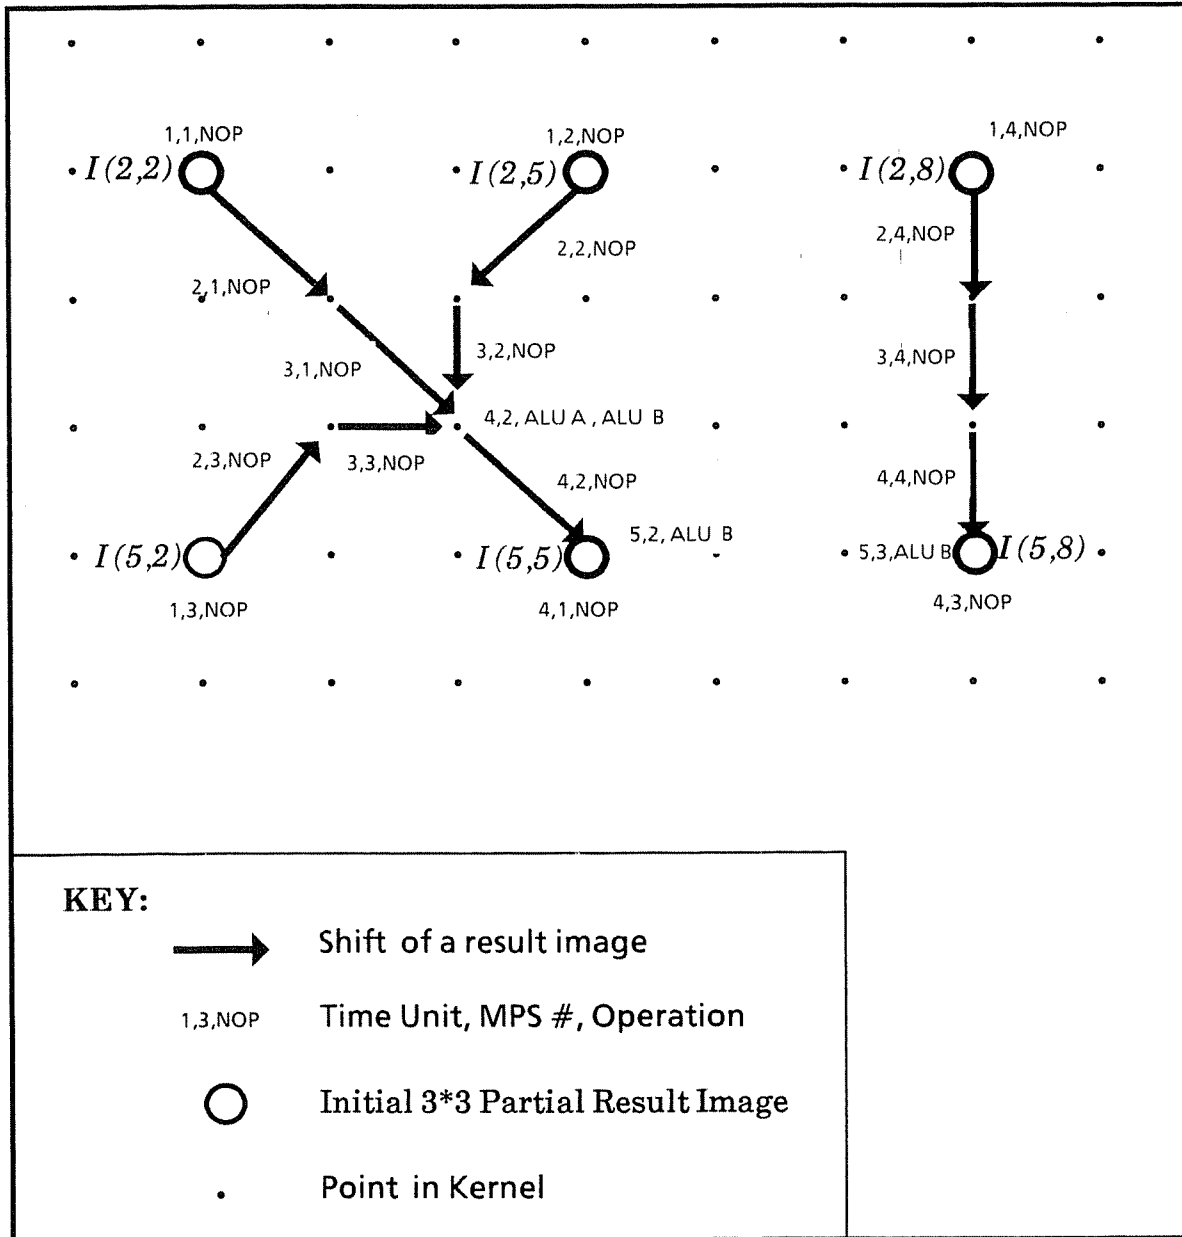 1,1,NOP
1,2,NOP
1,4,NOP
I(2,2)
I(2,5)
I(2,8)
2,4,NOP
2,2,NOP
2,1,NOP
3,2,NOP
3,4,NOP
3,1,NOP
4,2, ALU A , ALU B
2,3,NOP
3,3,NOP
4,2,NOP
4,4,NOP
5,2, ALU B
I(5,2)
I(5,5)
5,3,ALU B
I(5,8)
1,3,NOP
4,1,NOP
4,3,NOP
KEY:
Shift of a result image
1,3,NOP
Time Unit, MPS #, Operation
Initial 3*3 Partial Result Image
Point in Kernel